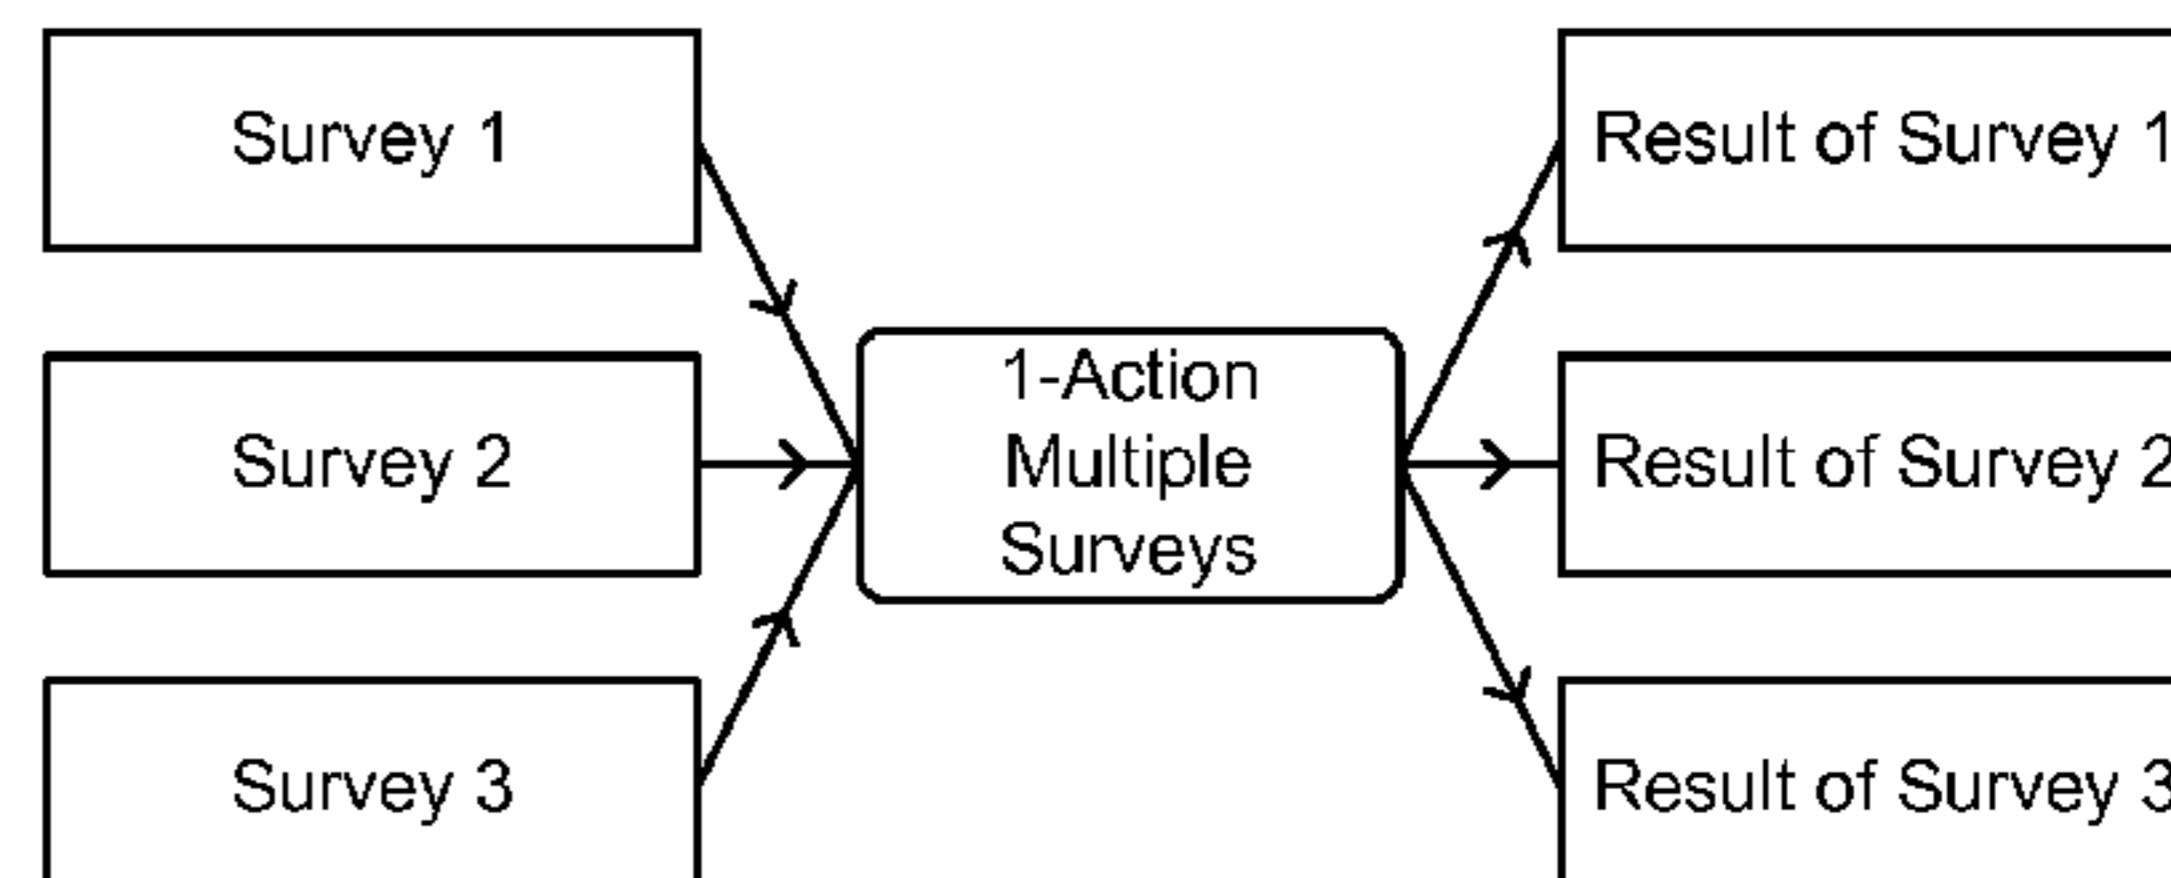 Survey 1
Result of Survey 1
1-Action
Survey 2
Multiple
Result of Survey 2
Surveys
Survey 3
Result of Survey 3